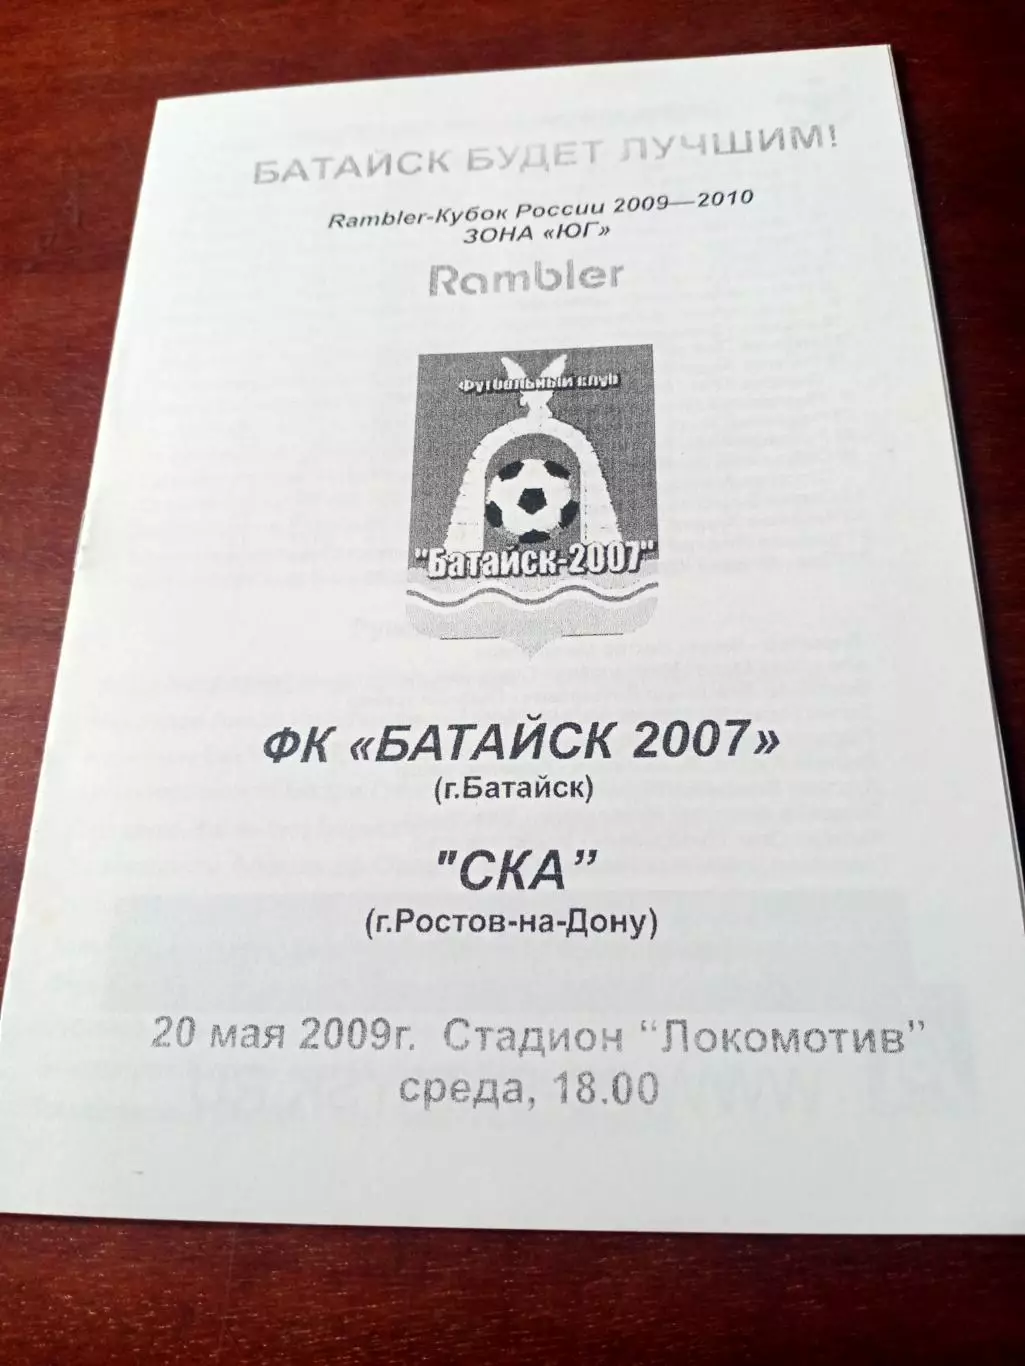 БАТАЙСК БУДЕТ ЛУЧШИМ!
Rambler-Кубок России 2009—2010
ЗОНА «ЮГ»
Rambler
Футбольный клуб
"Батайск-2007"
ФК «БАТАЙСК 2007»
(г.Батайск)
"СКА”
(г.Ростов-на-Дону)
20 мая 2009г. Стадион “Локомотив”
среда, 18.00